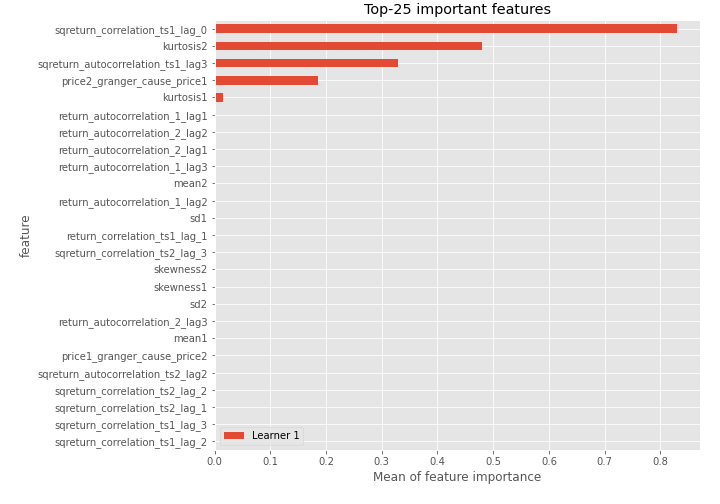 Top-25 important features
sqreturn_correlation_ts1_lag_0
kurtosis2
sqreturn_autocorrelation_ts1_lag3
price2_granger_cause_price1
kurtosis1
return_autocorrelation_1_lag1
return_autocorrelation_2_lag2
return_autocorrelation_2_lag1
return_autocorrelation_1_lag3
mean2
return_autocorrelation_1_lag2
sd1
return_correlation_ts1_lag_1
sqreturn_correlation_ts2_lag_3
skewness2
skewness1
sd2
return_autocorrelation_2_lag3
mean1
price1_granger_cause_price2
sqreturn_autocorrelation_ts2_lag2
sqreturn_correlation_ts2_lag_2
sqreturn_correlation_ts2_lag_1
sqreturn_correlation_ts1_lag_3
sqreturn_correlation_ts1_lag_2
feature
Learner 1
0.0 0.1 0.2 0.3 0.4 0.5 0.6 0.7 0.8
Mean of feature importance